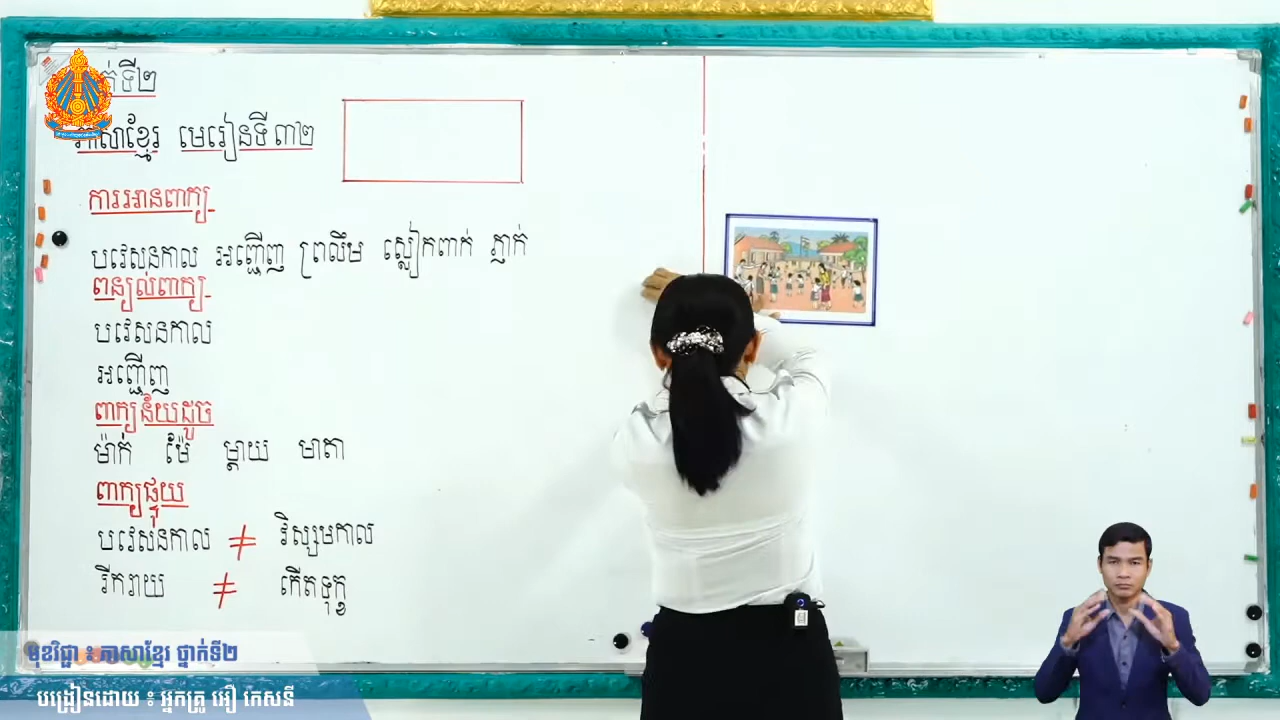 ថ្នាក់ទី២
ភាសាខ្មែរ មេរៀនទី ៣២
ការអានពាក្យ
បវេសនកាល អញ្ជើញ ព្រលឹម ស្លៀកពាក់ ភ្ញាក់
ពន្យល់ពាក្យ
បវេសនកាល
អញ្ជើញ
ពាក្យន័យដូច
ម៉ាក់ ម៉ែ ម្ដាយ មាតា
ពាក្យផ្ទុយ
បវេសនកាល ≠ វិស្សមកាល
រីករាយ ≠ កើតទុក្ខ
មុខវិជ្ជា ៖ ភាសាខ្មែរ ថ្នាក់ទី២
បង្រៀនដោយ ៖ អ្នកគ្រូ អឿ កេសនី